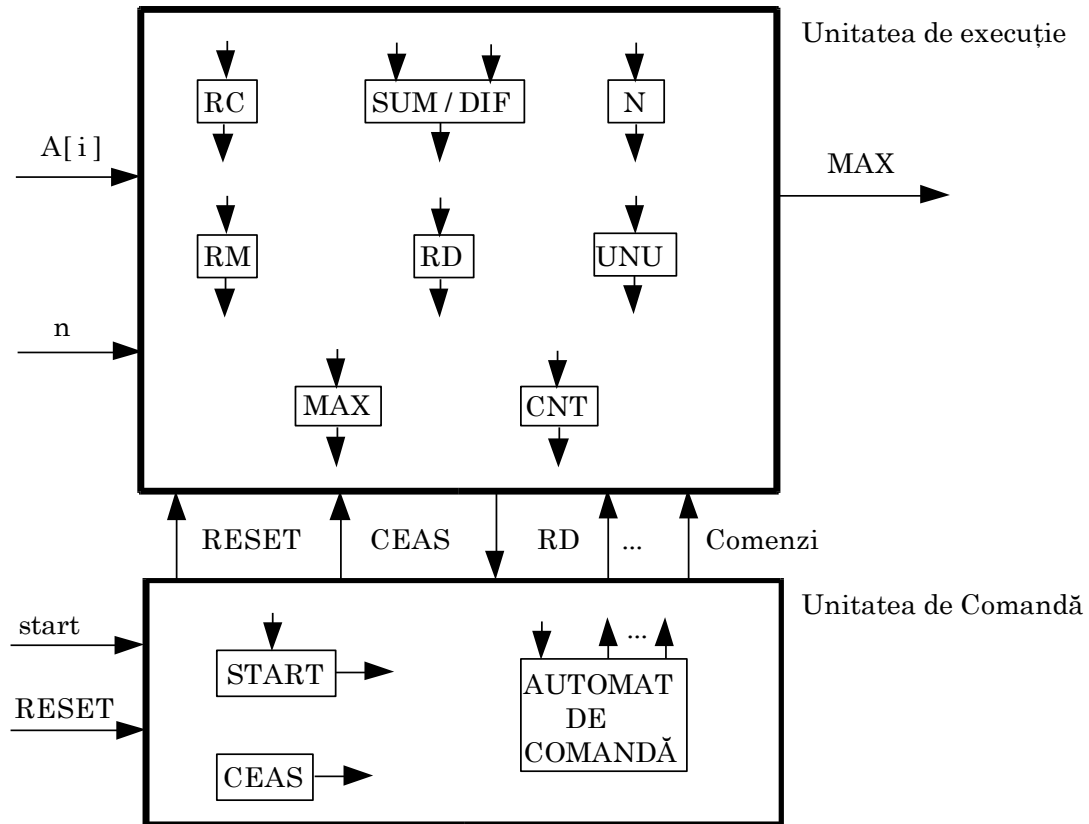 Unitatea de execuție
RC
SUM / DIF
N
A[ i ]
MAX
RM
RD
UNU
n
MAX
CNT
RESET
CEAS
RD
...
Comenzi
Unitatea de Comandă
start
...
START
AUTOMAT
DE
COMANDĂ
RESET
CEAS